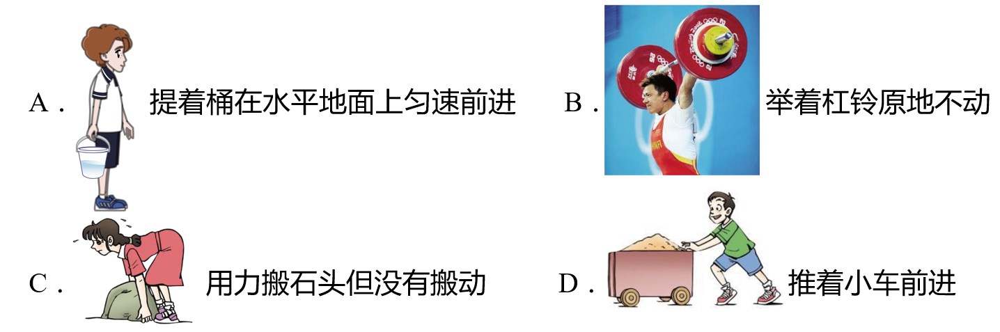 A．提着桶在水平地面上匀速前进
B．举着杠铃原地不动
C．用力搬石头但没有搬动
D．推着小车前进